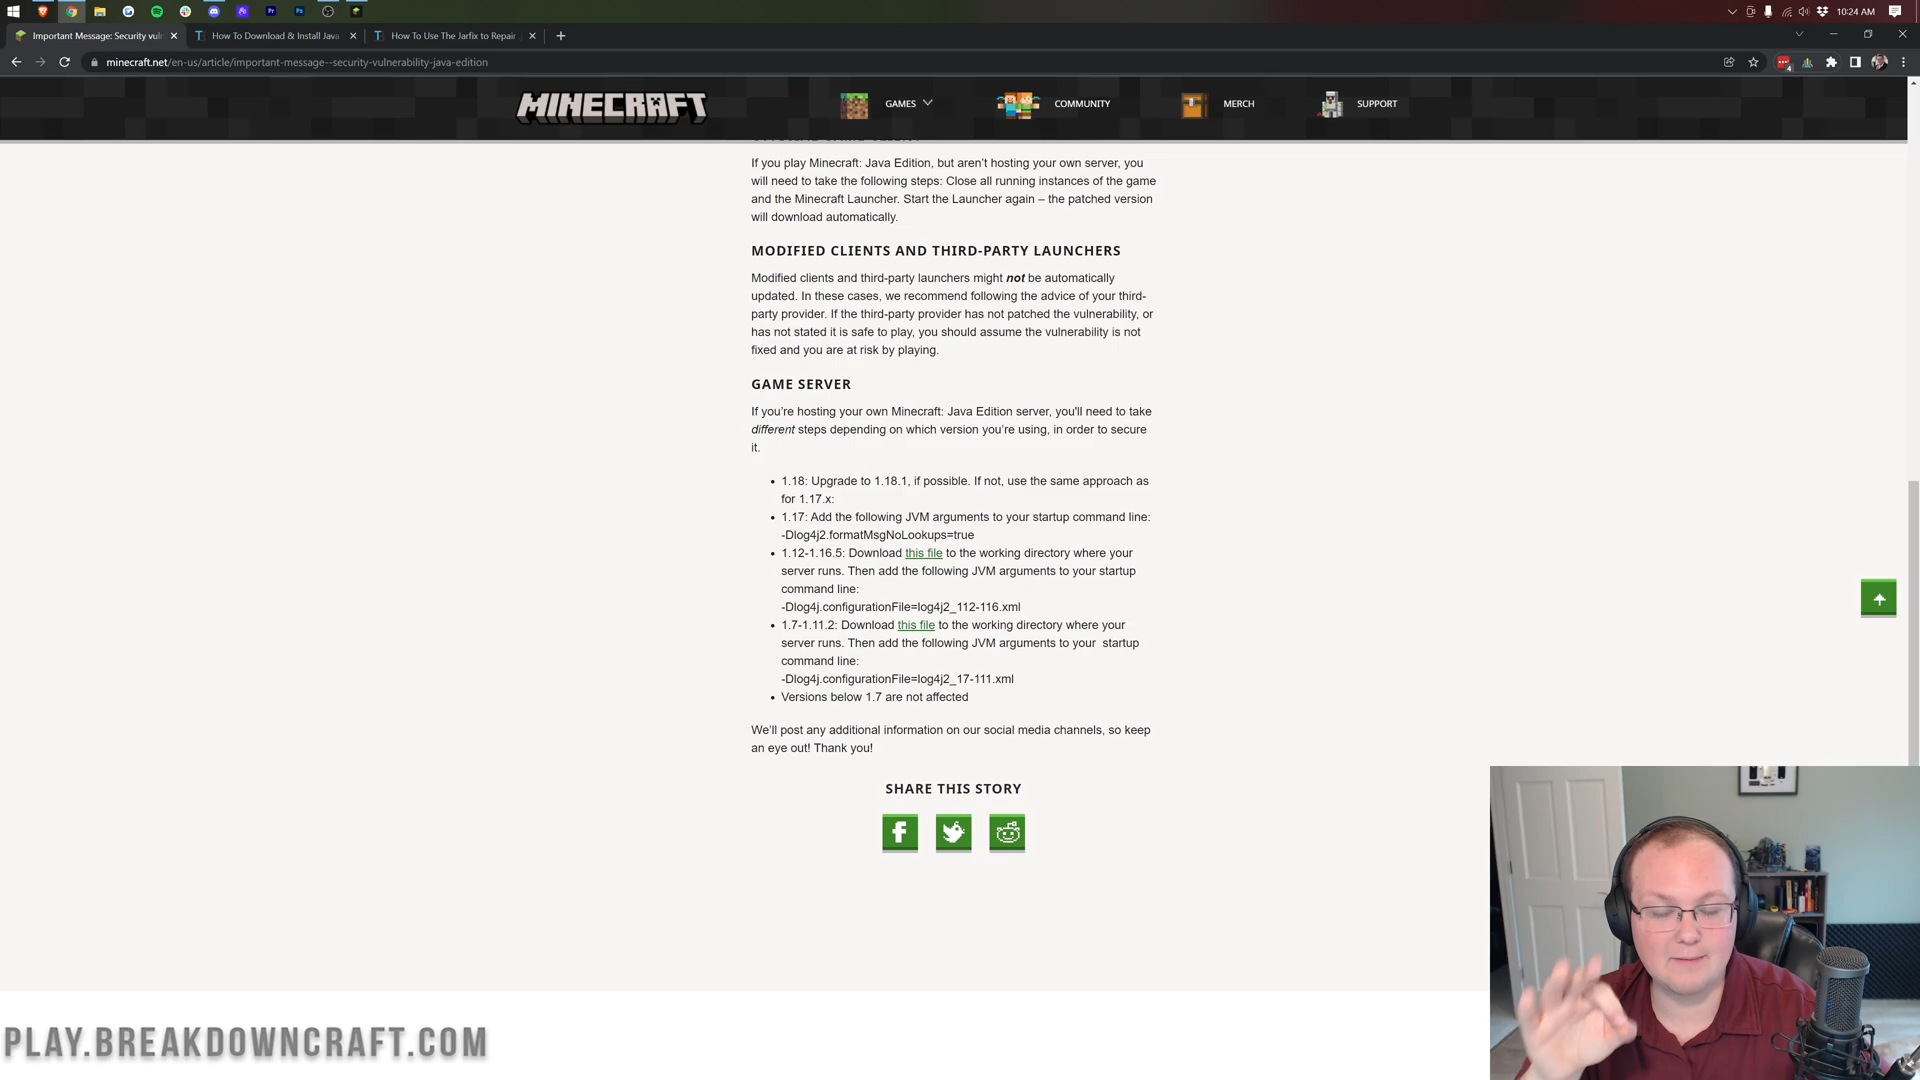 10:24 AM
Important Message: Security vul
How To Download & Install Java
How To Use The Jarfix to Repair
minecraft.net/en-us/article/important-message--security-vulnerability-java-edition
MINECRAFT
GAMES
COMMUNITY
MERCH
SUPPORT
If you play Minecraft: Java Edition, but aren’t hosting your own server, you
will need to take the following steps: Close all running instances of the game
and the Minecraft Launcher. Start the Launcher again – the patched version
will download automatically.
MODIFIED CLIENTS AND THIRD-PARTY LAUNCHERS
Modified clients and third-party launchers might not be automatically
updated. In these cases, we recommend following the advice of your third-
party provider. If the third-party provider has not patched the vulnerability, or
has not stated it is safe to play, you should assume the vulnerability is not
fixed and you are at risk by playing.
GAME SERVER
If you’re hosting your own Minecraft: Java Edition server, you'll need to take
different steps depending on which version you’re using, in order to secure
it.
• 1.18: Upgrade to 1.18.1, if possible. If not, use the same approach as
for 1.17.x:
• 1.17: Add the following JVM arguments to your startup command line:
-Dlog4j2.formatMsgNoLookups=true
• 1.12-1.16.5: Download this file to the working directory where your
server runs. Then add the following JVM arguments to your startup
command line:
-Dlog4j.configurationFile=log4j2_112-116.xml
• 1.7-1.11.2: Download this file to the working directory where your
server runs. Then add the following JVM arguments to your startup
command line:
-Dlog4j.configurationFile=log4j2_17-111.xml
• Versions below 1.7 are not affected
We’ll post any additional information on our social media channels, so keep
an eye out! Thank you!
SHARE THIS STORY
PLAY.BREAKDOWNCRAFT.COM